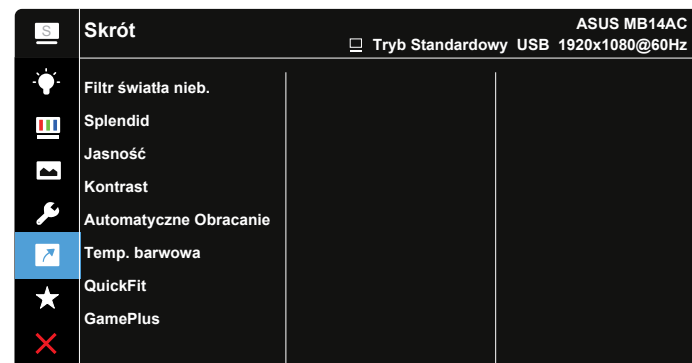 S
Skrót
ASUS MB14AC
Tryb Standardowy USB 1920x1080@60Hz
Filtr światła nieb.
Splendid
Jasność
Kontrast
Automatyczne Obracanie
Temp. barwowa
QuickFit
GamePlus